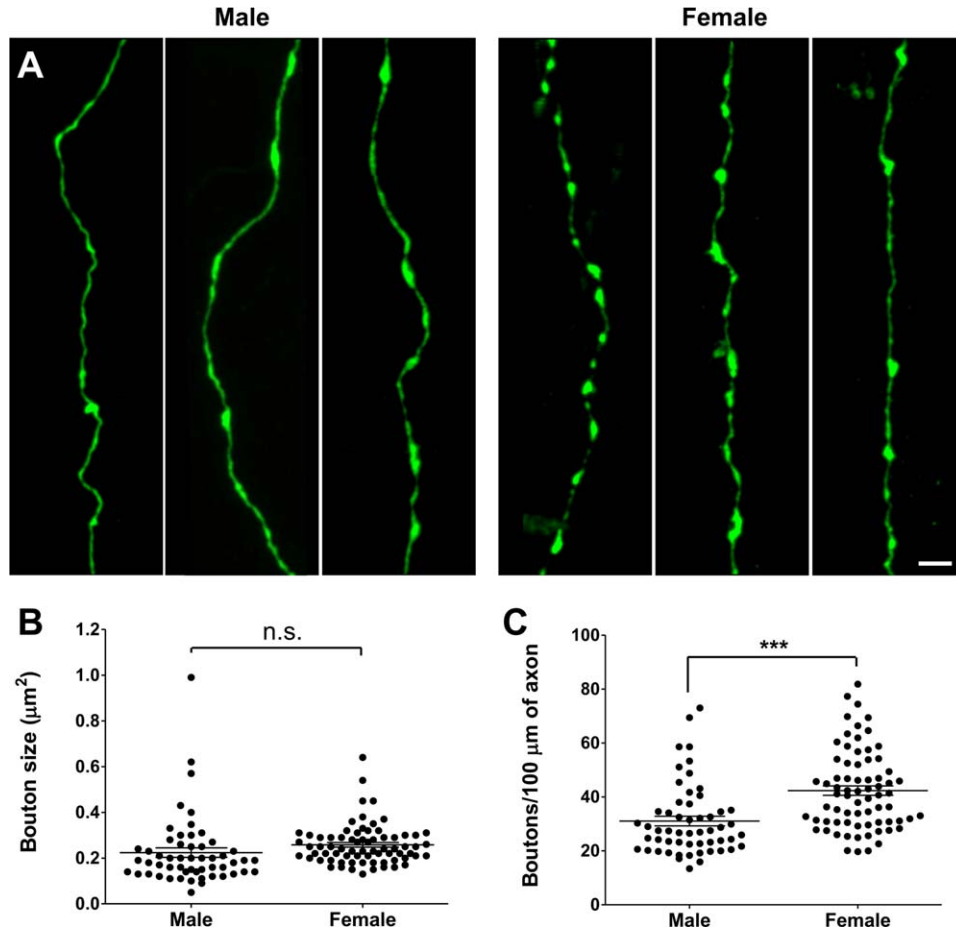 Male
Female
A
B
Bouton size (μm²)
1.2
1.0
0.8
0.6
0.4
0.2
0.0
n.s.
Male
Female
C
Boutons/100 μm of axon
100
80
60
40
20
0
***
Male
Female